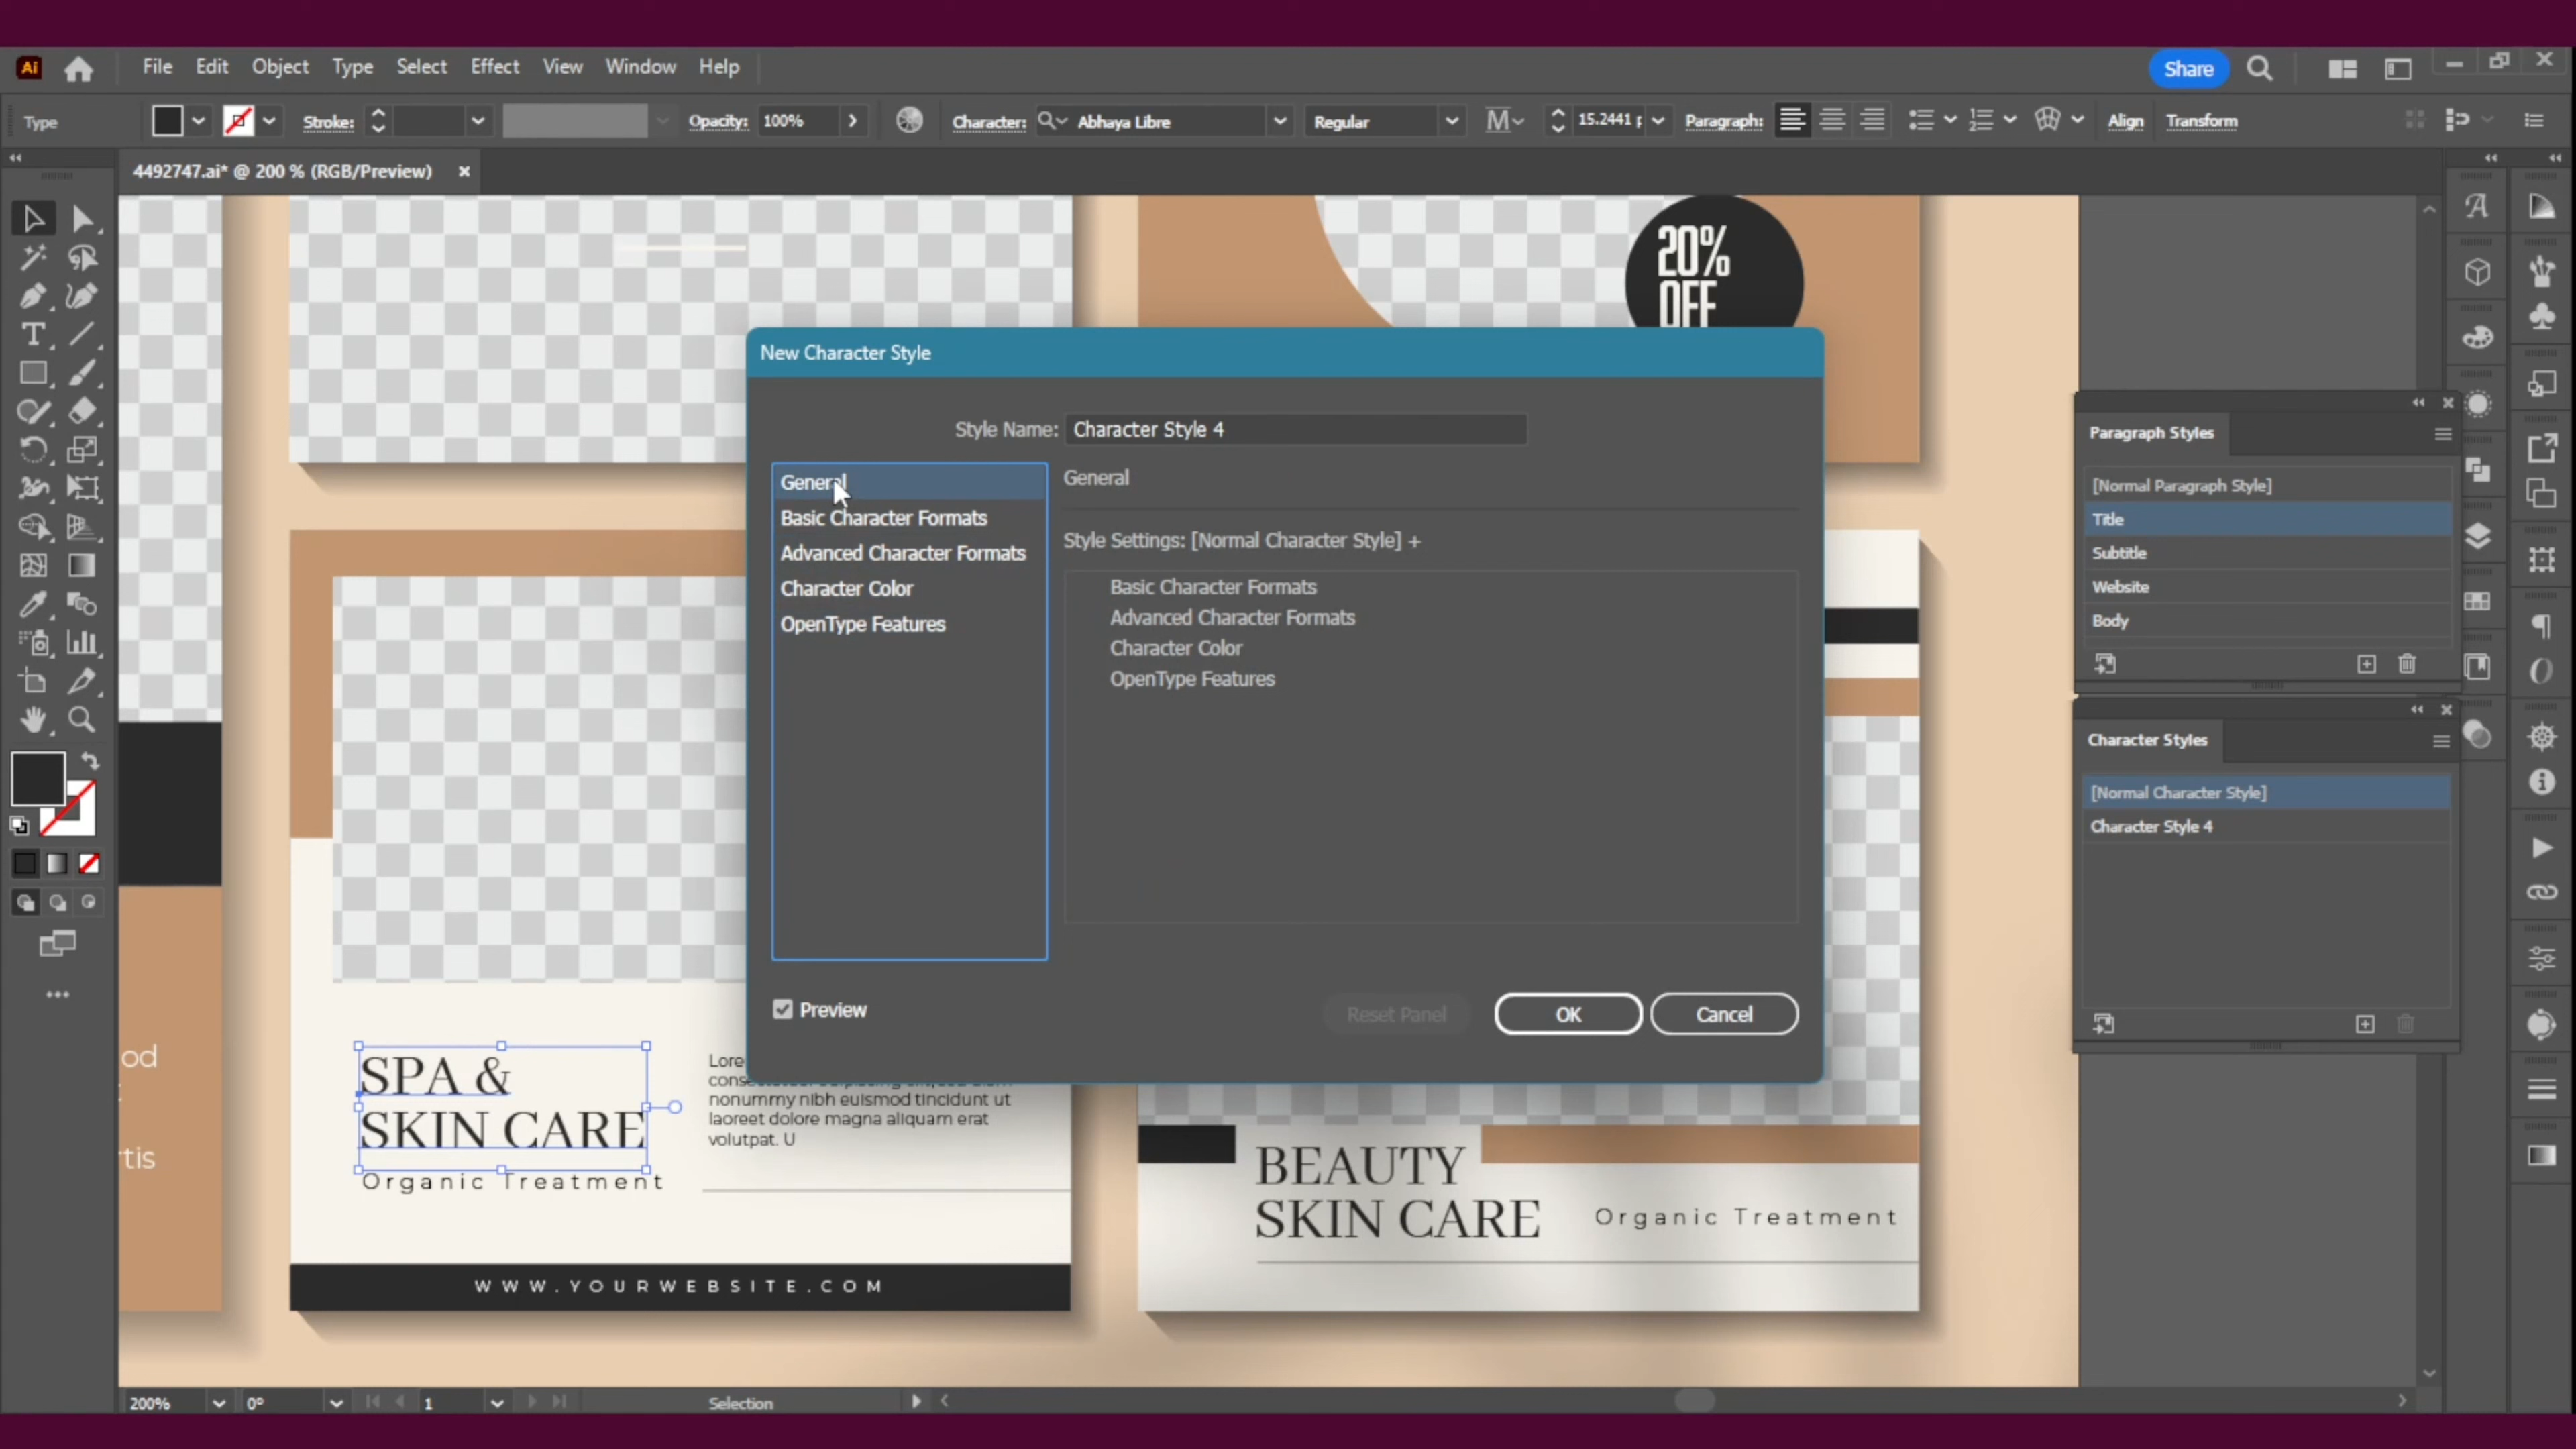 Ai File Edit Object Type Select Effect View Window Help Share
Type Stroke: Opacity: 100% Character: Abhaya Libre Regular 15.2441 Paragraph: Align Transform
4492747.ai* @ 200 % (RGB/Preview)
20%
OFF
New Character Style
Style Name: Character Style 4
General
Basic Character Formats
Advanced Character Formats
Character Color
OpenType Features
General
Style Settings: [Normal Character Style] +
Basic Character Formats
Advanced Character Formats
Character Color
OpenType Features
Preview
Reset Panel
OK
Cancel
Paragraph Styles
[Normal Paragraph Style]
Title
Subtitle
Website
Body
Character Styles
[Normal Character Style]
Character Style 4
od
rtis
SPA &
SKIN CARE
Organic Treatment
Lore
nonummy nibh euismod tincidunt ut
laoreet dolore magna aliquam erat
volutpat. U
WWW.YOURWEBSITE.COM
BEAUTY
SKIN CARE
Organic Treatment
200% 0° 1 Selection